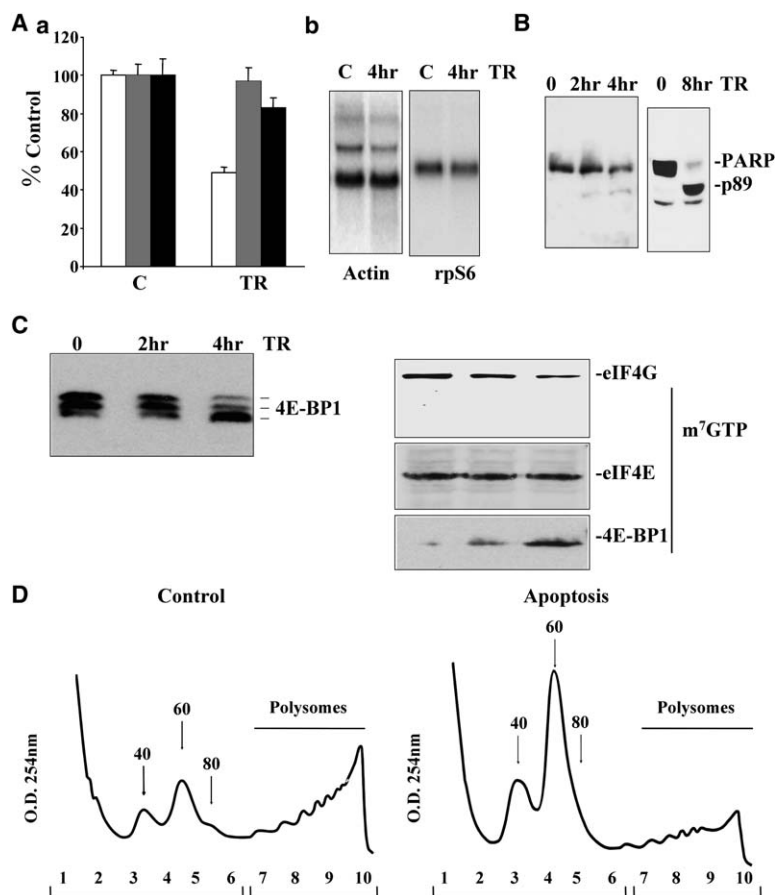 A a
% Control
120
100
80
60
40
20
0
C TR
b
C 4hr C 4hr TR
Actin rpS6
B
0 2hr 4hr 0 8hr TR
-PARP
-p89
C
0 2hr 4hr TR
4E-BP1
-eIF4G
-eIF4E
-4E-BP1
m7GTP
D
Control
O.D. 254nm
40
60
80
Polysomes
1 2 3 4 5 6 7 8 9 10
Apoptosis
O.D. 254nm
40
60
80
Polysomes
1 2 3 4 5 6 7 8 9 10